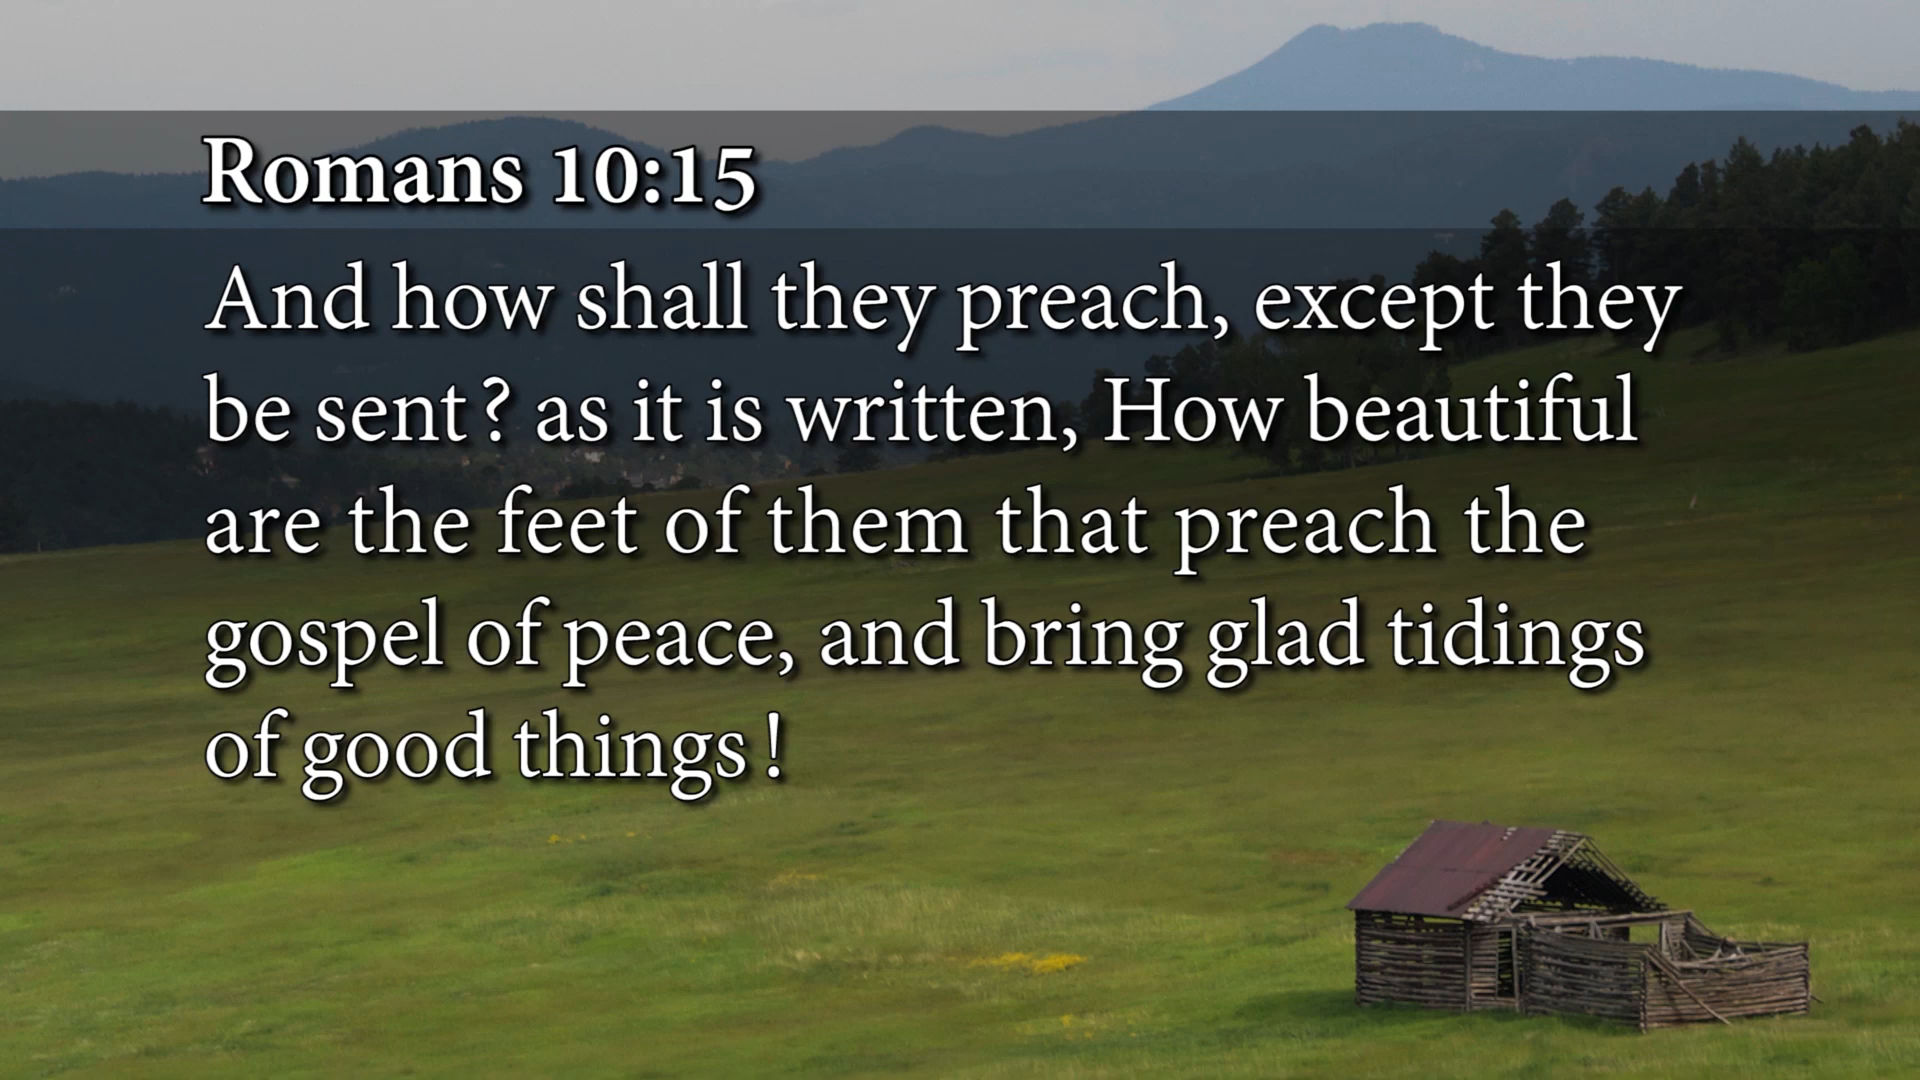 Romans 10:15
And how shall they preach, except they
be sent? as it is written, How beautiful
are the feet of them that preach the
gospel of peace, and bring glad tidings
of good things!